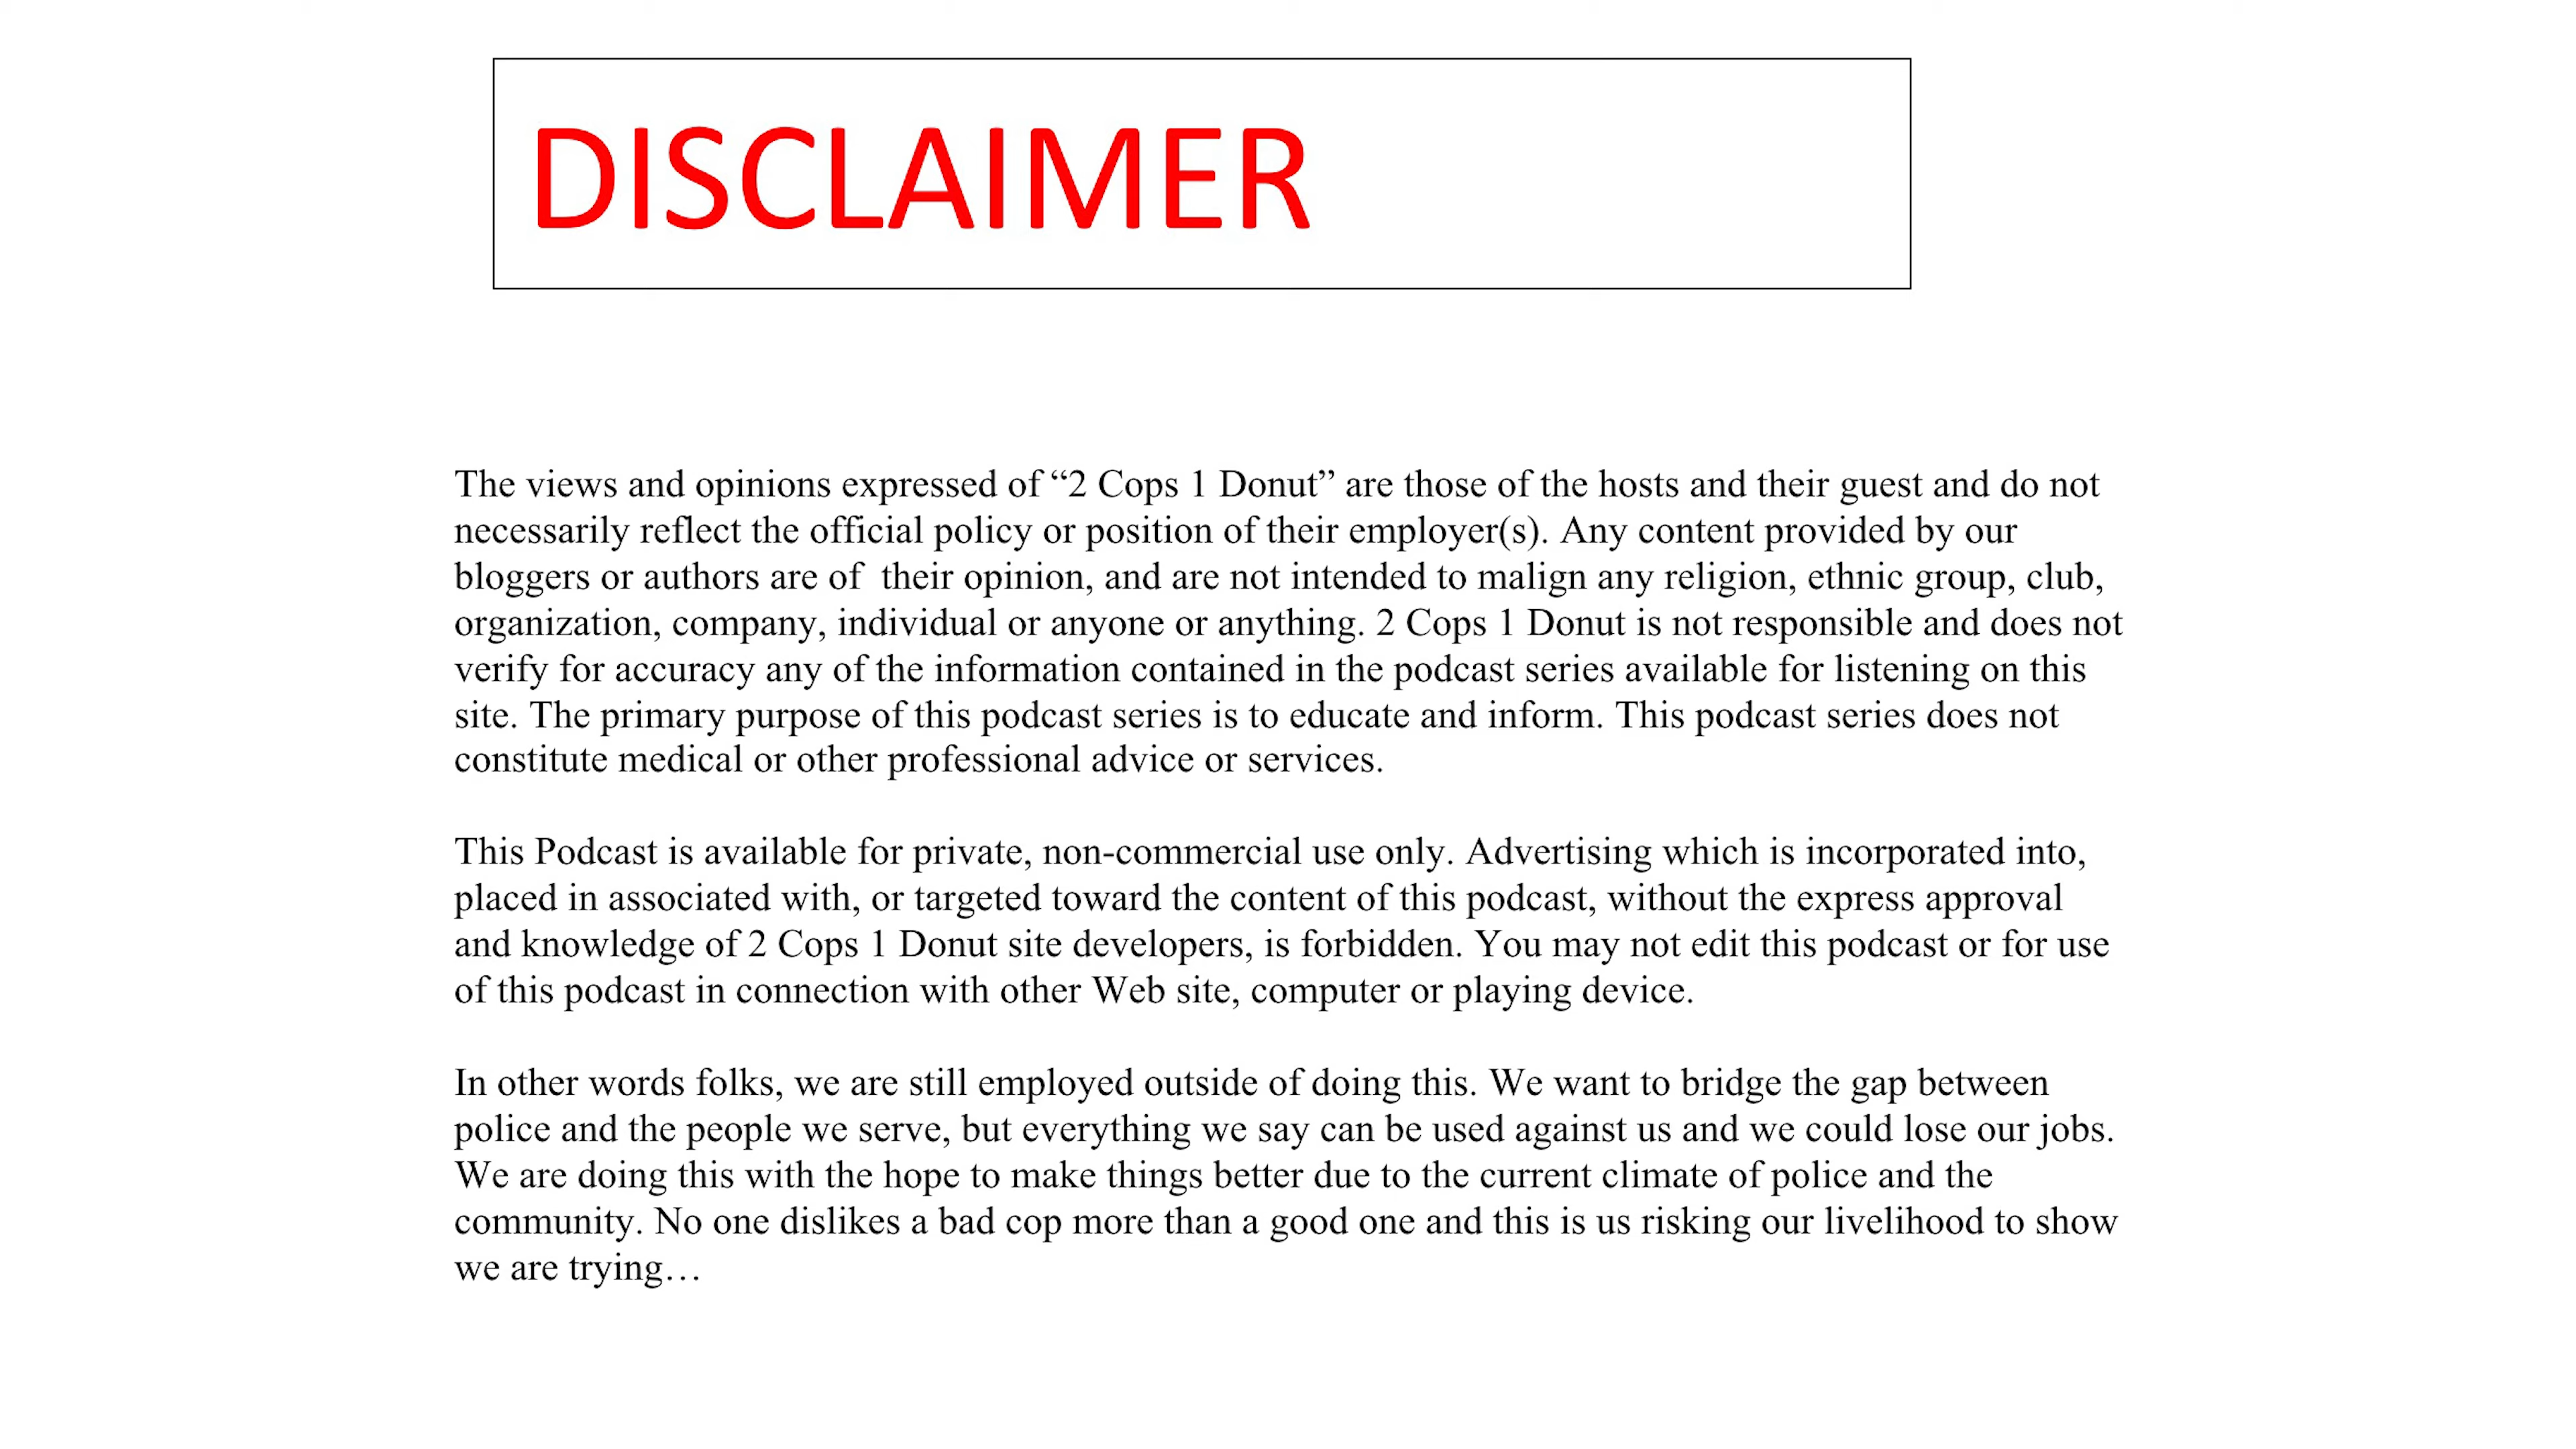 DISCLAIMER
The views and opinions expressed of “2 Cops 1 Donut” are those of the hosts and their guest and do not
necessarily reflect the official policy or position of their employer(s). Any content provided by our
bloggers or authors are of  their opinion, and are not intended to malign any religion, ethnic group, club,
organization, company, individual or anyone or anything. 2 Cops 1 Donut is not responsible and does not
verify for accuracy any of the information contained in the podcast series available for listening on this
site. The primary purpose of this podcast series is to educate and inform. This podcast series does not
constitute medical or other professional advice or services.
This Podcast is available for private, non-commercial use only. Advertising which is incorporated into,
placed in associated with, or targeted toward the content of this podcast, without the express approval
and knowledge of 2 Cops 1 Donut site developers, is forbidden. You may not edit this podcast or for use
of this podcast in connection with other Web site, computer or playing device.
In other words folks, we are still employed outside of doing this. We want to bridge the gap between
police and the people we serve, but everything we say can be used against us and we could lose our jobs.
We are doing this with the hope to make things better due to the current climate of police and the
community. No one dislikes a bad cop more than a good one and this is us risking our livelihood to show
we are trying…